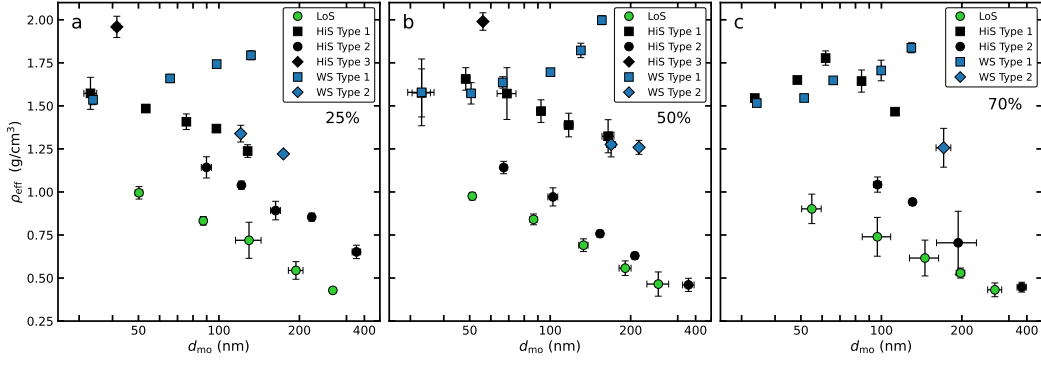 a
LoS
HiS Type 1
HiS Type 2
HiS Type 3
WS Type 1
WS Type 2
25%
b
LoS
HiS Type 1
HiS Type 2
HiS Type 3
WS Type 1
WS Type 2
50%
c
LoS
HiS Type 1
HiS Type 2
WS Type 1
WS Type 2
70%
2.00
1.75
1.50
1.25
1.00
0.75
0.50
0.25
ρeff (g/cm³)
50 100 200 400 50 100 200 400 50 100 200 400
dmo (nm) dmo (nm) dmo (nm)